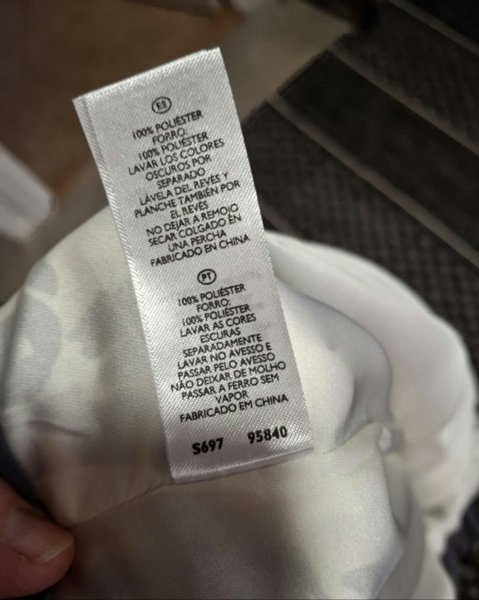 ES
100% POLIÉSTER
FORRO:
100% POLIÉSTER
LAVAR LOS COLORES
OSCUROS POR
SEPARADO
LÁVELA DEL REVÉS Y
PLANCHE TAMBIÉN POR
EL REVÉS
NO DEJAR A REMOJO
SECAR COLGADO EN
UNA PERCHA
FABRICADO EN CHINA
PT
100% POLIÉSTER
FORRO:
100% POLIÉSTER
LAVAR AS CORES
ESCURAS
SEPARADAMENTE
LAVAR NO AVESSO E
PASSAR PELO AVESSO
NÃO DEIXAR DE MOLHO
PASSAR A FERRO SEM
VAPOR
FABRICADO EM CHINA
S697 95840